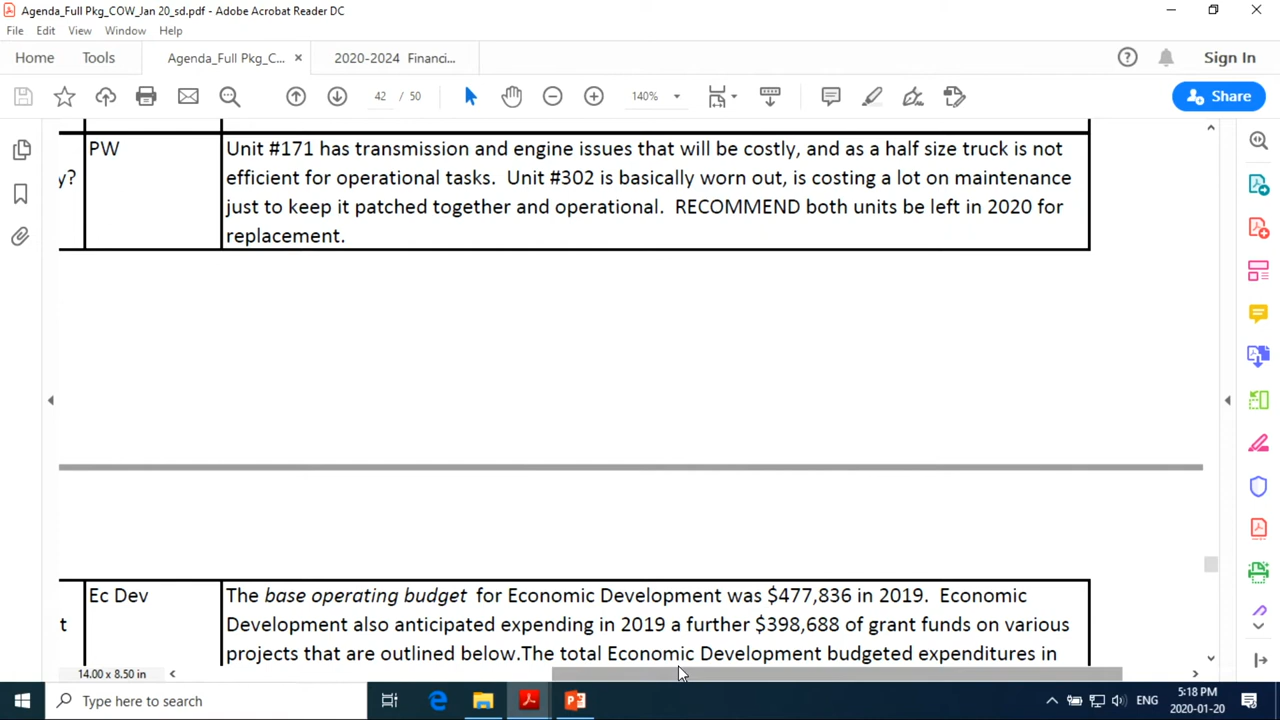 Agenda_Full Pkg_COW_Jan 20_sd.pdf - Adobe Acrobat Reader DC
File Edit View Window Help
Home Tools Agenda_Full Pkg_C... × 2020-2024 Financi... Sign In
42 / 50 140% Share
PW Unit #171 has transmission and engine issues that will be costly, and as a half size truck is not
y? efficient for operational tasks. Unit #302 is basically worn out, is costing a lot on maintenance
just to keep it patched together and operational. RECOMMEND both units be left in 2020 for
replacement.
Ec Dev The base operating budget for Economic Development was $477,836 in 2019. Economic
t Development also anticipated expending in 2019 a further $398,688 of grant funds on various
projects that are outlined below.The total Economic Development budgeted expenditures in
14.00 x 8.50 in
Type here to search ENG 5:18 PM
2020-01-20